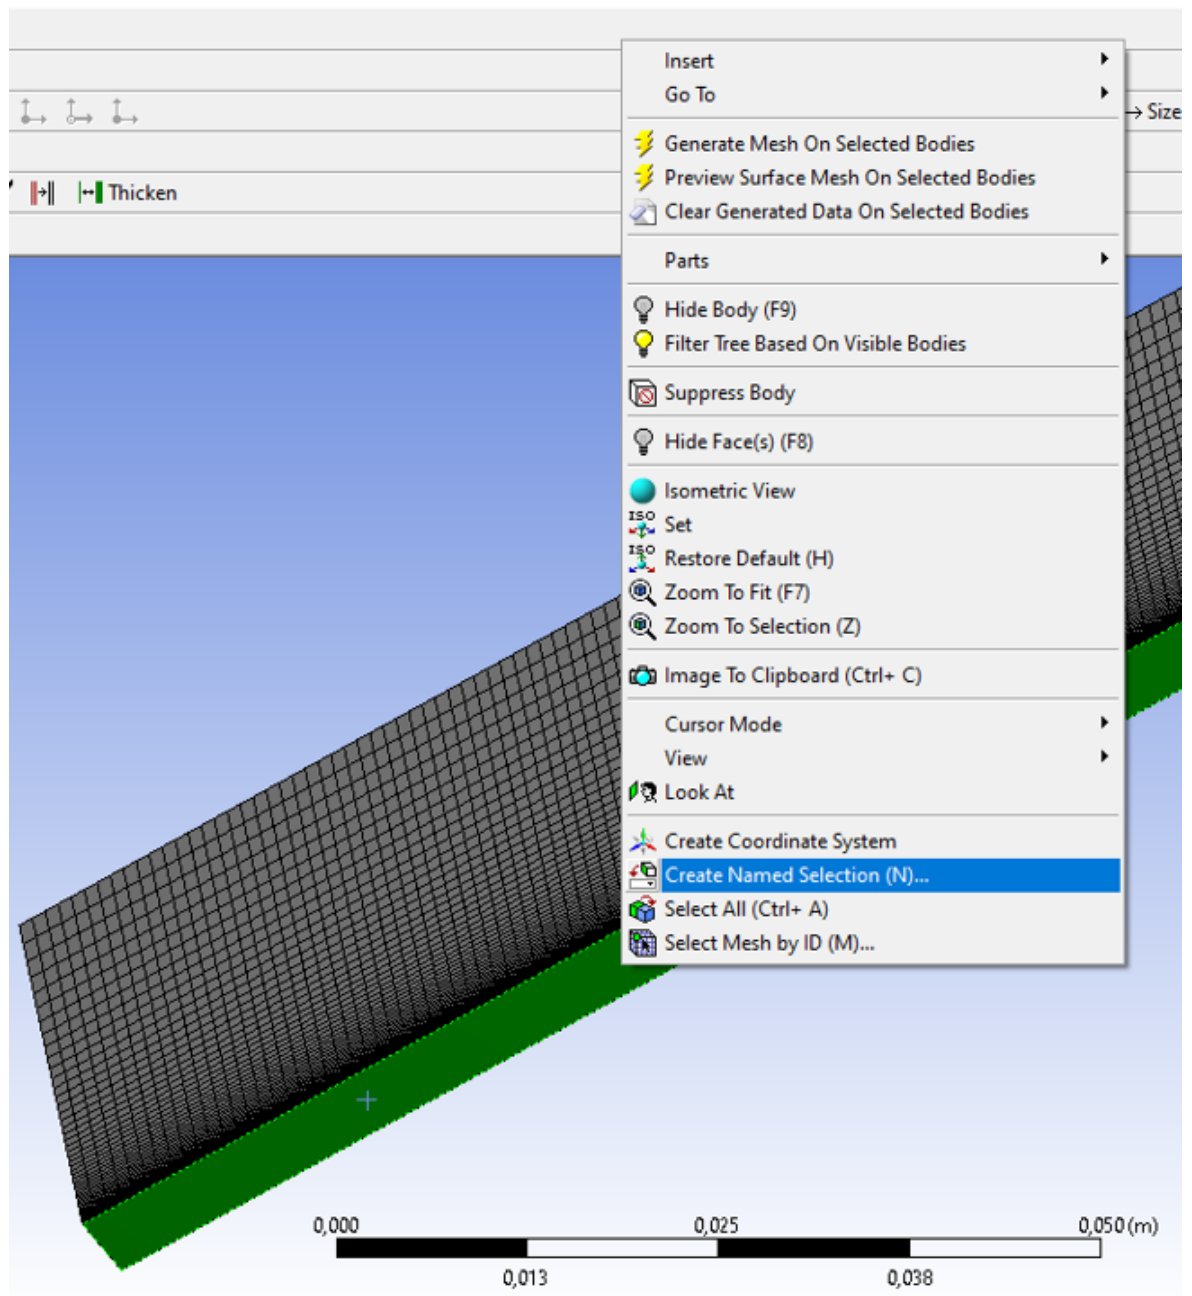 Insert
Go To
→ Size
Generate Mesh On Selected Bodies
Preview Surface Mesh On Selected Bodies
Thicken
Clear Generated Data On Selected Bodies
Parts
Hide Body (F9)
Filter Tree Based On Visible Bodies
Suppress Body
Hide Face(s) (F8)
Isometric View
ISO Set
ISO Restore Default (H)
Zoom To Fit (F7)
Zoom To Selection (Z)
Image To Clipboard (Ctrl+ C)
Cursor Mode
View
Look At
Create Coordinate System
Create Named Selection (N)...
Select All (Ctrl+ A)
Select Mesh by ID (M)...
0,000 0,025 0,050 (m)
0,013 0,038